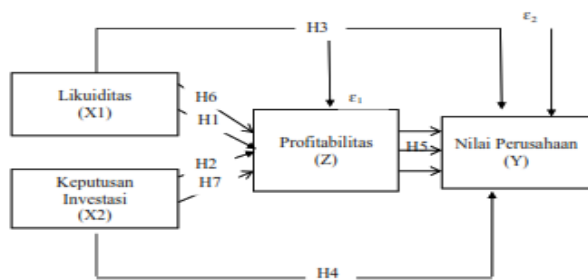 H3
ε2
Likuiditas
(X1)
H6
H1
ε1
Profitabilitas
(Z)
H5
Nilai Perusahaan
(Y)
H2
H7
Keputusan
Investasi
(X2)
H4